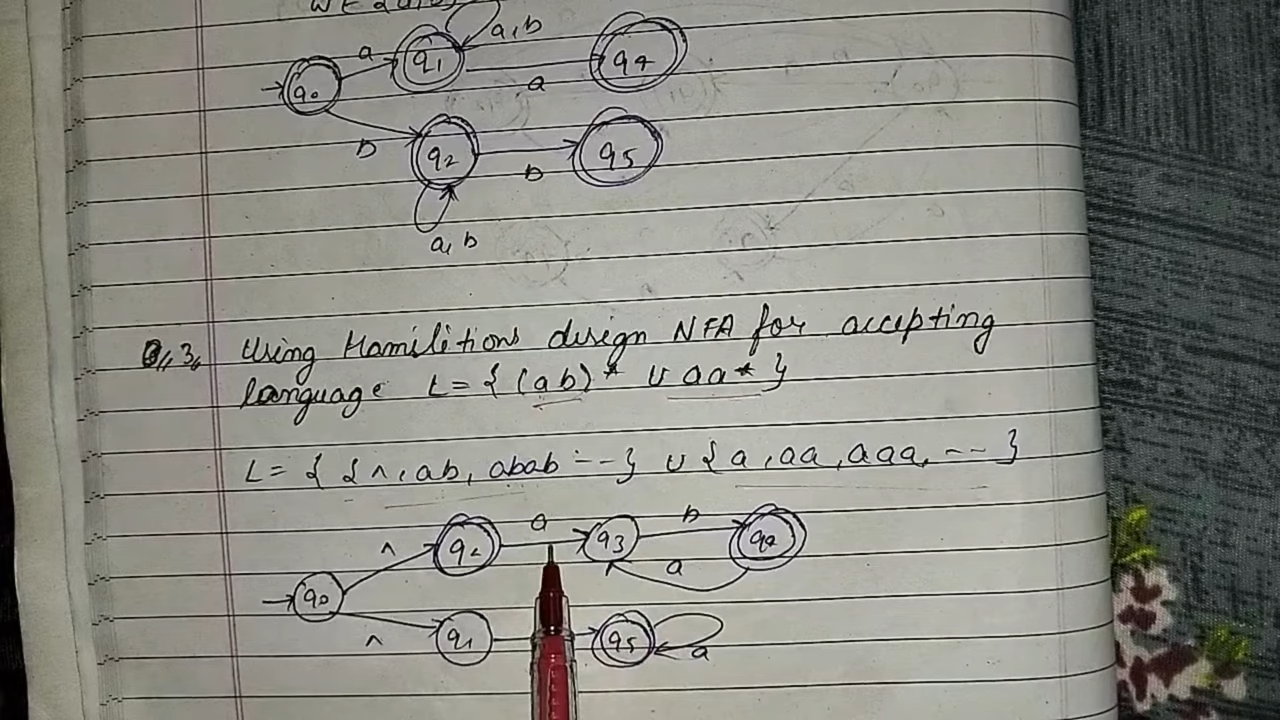 a,b
a
q₁
q₄
q₀
a
b
q₂
q₅
b
a, b
Q.3. Using Hamilitions design NFA for accepting
language L = { (ab)* ∪ aa* }
L = { {^, ab, abab --- } ∪ { a, aa, aaa, --- }
a b
^ q₂ q₃ q₄
a
q₀
^ q₁ q₅
a